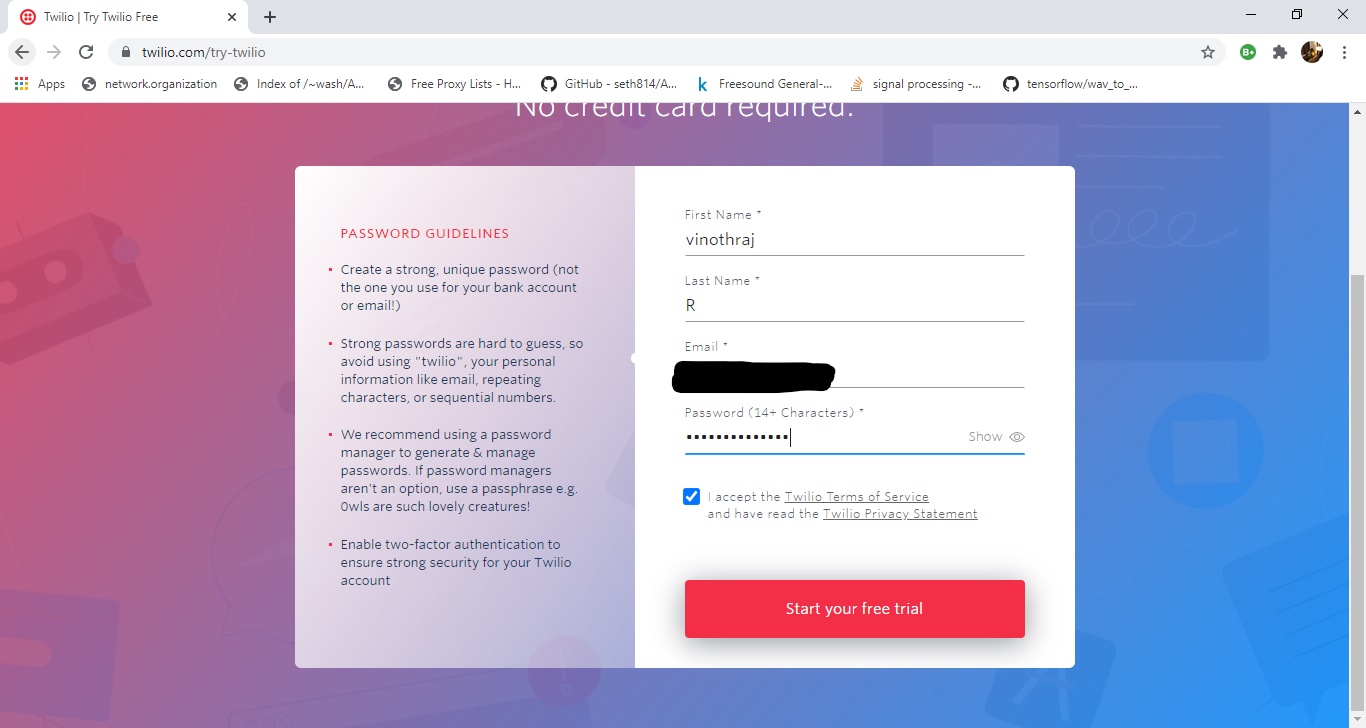 Twilio | Try Twilio Free
twilio.com/try-twilio
B+
Apps
network.organization
Index of /~wash/A...
Free Proxy Lists - H...
GitHub - seth814/A...
k
Freesound General-...
signal processing -...
tensorflow/wav_to_...
No credit card required.
PASSWORD GUIDELINES
Create a strong, unique password (not
the one you use for your bank account
or email!)
Strong passwords are hard to guess, so
avoid using "twilio", your personal
information like email, repeating
characters, or sequential numbers.
We recommend using a password
manager to generate & manage
passwords. If password managers
aren't an option, use a passphrase e.g.
0wls are such lovely creatures!
Enable two-factor authentication to
ensure strong security for your Twilio
account
First Name *
vinothraj
Last Name *
R
Email *
Password (14+ Characters) *
••••••••••••••
Show
I accept the Twilio Terms of Service
and have read the Twilio Privacy Statement
Start your free trial